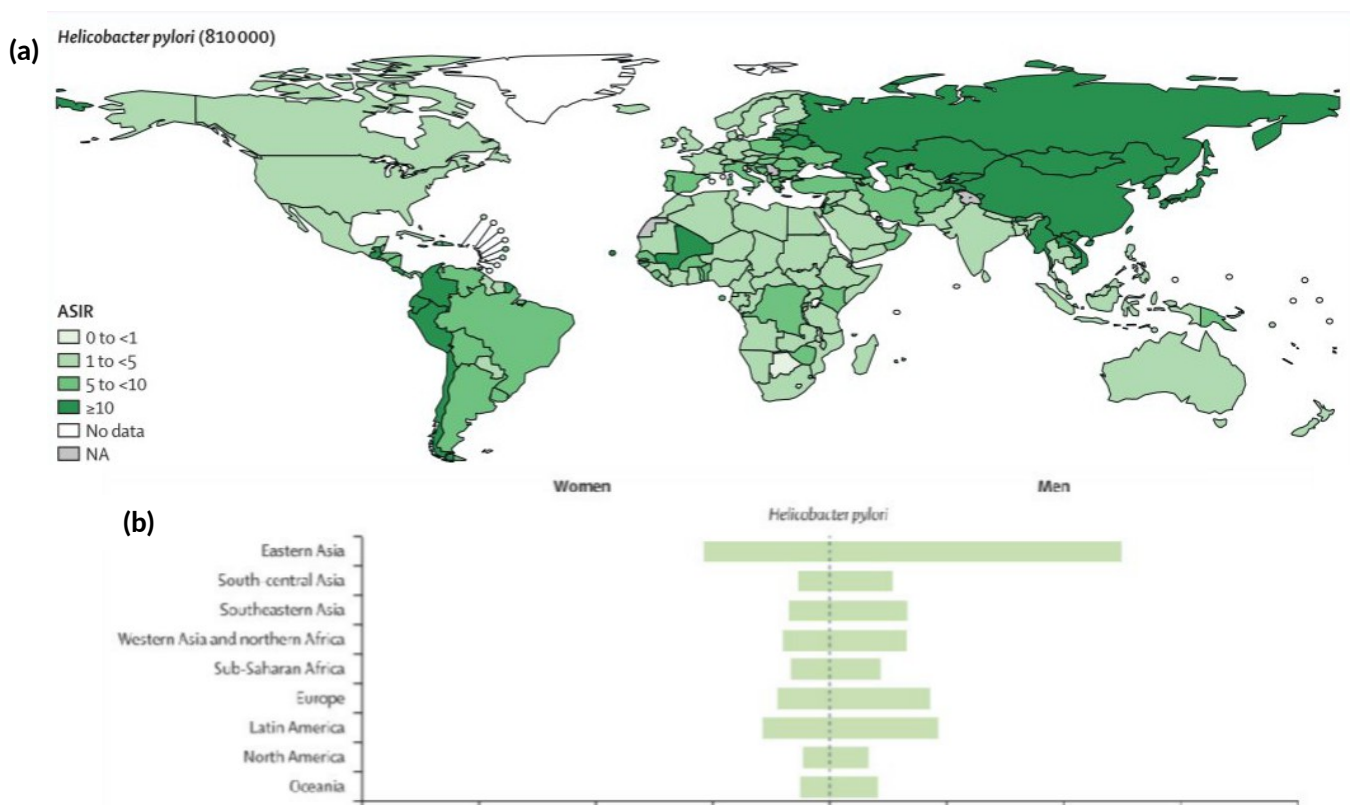 (a)
Helicobacter pylori (810 000)
ASIR
0 to <1
1 to <5
5 to <10
≥10
No data
NA
Women
Men
(b)
Helicobacter pylori
Eastern Asia
South-central Asia
Southeastern Asia
Western Asia and northern Africa
Sub-Saharan Africa
Europe
Latin America
North America
Oceania